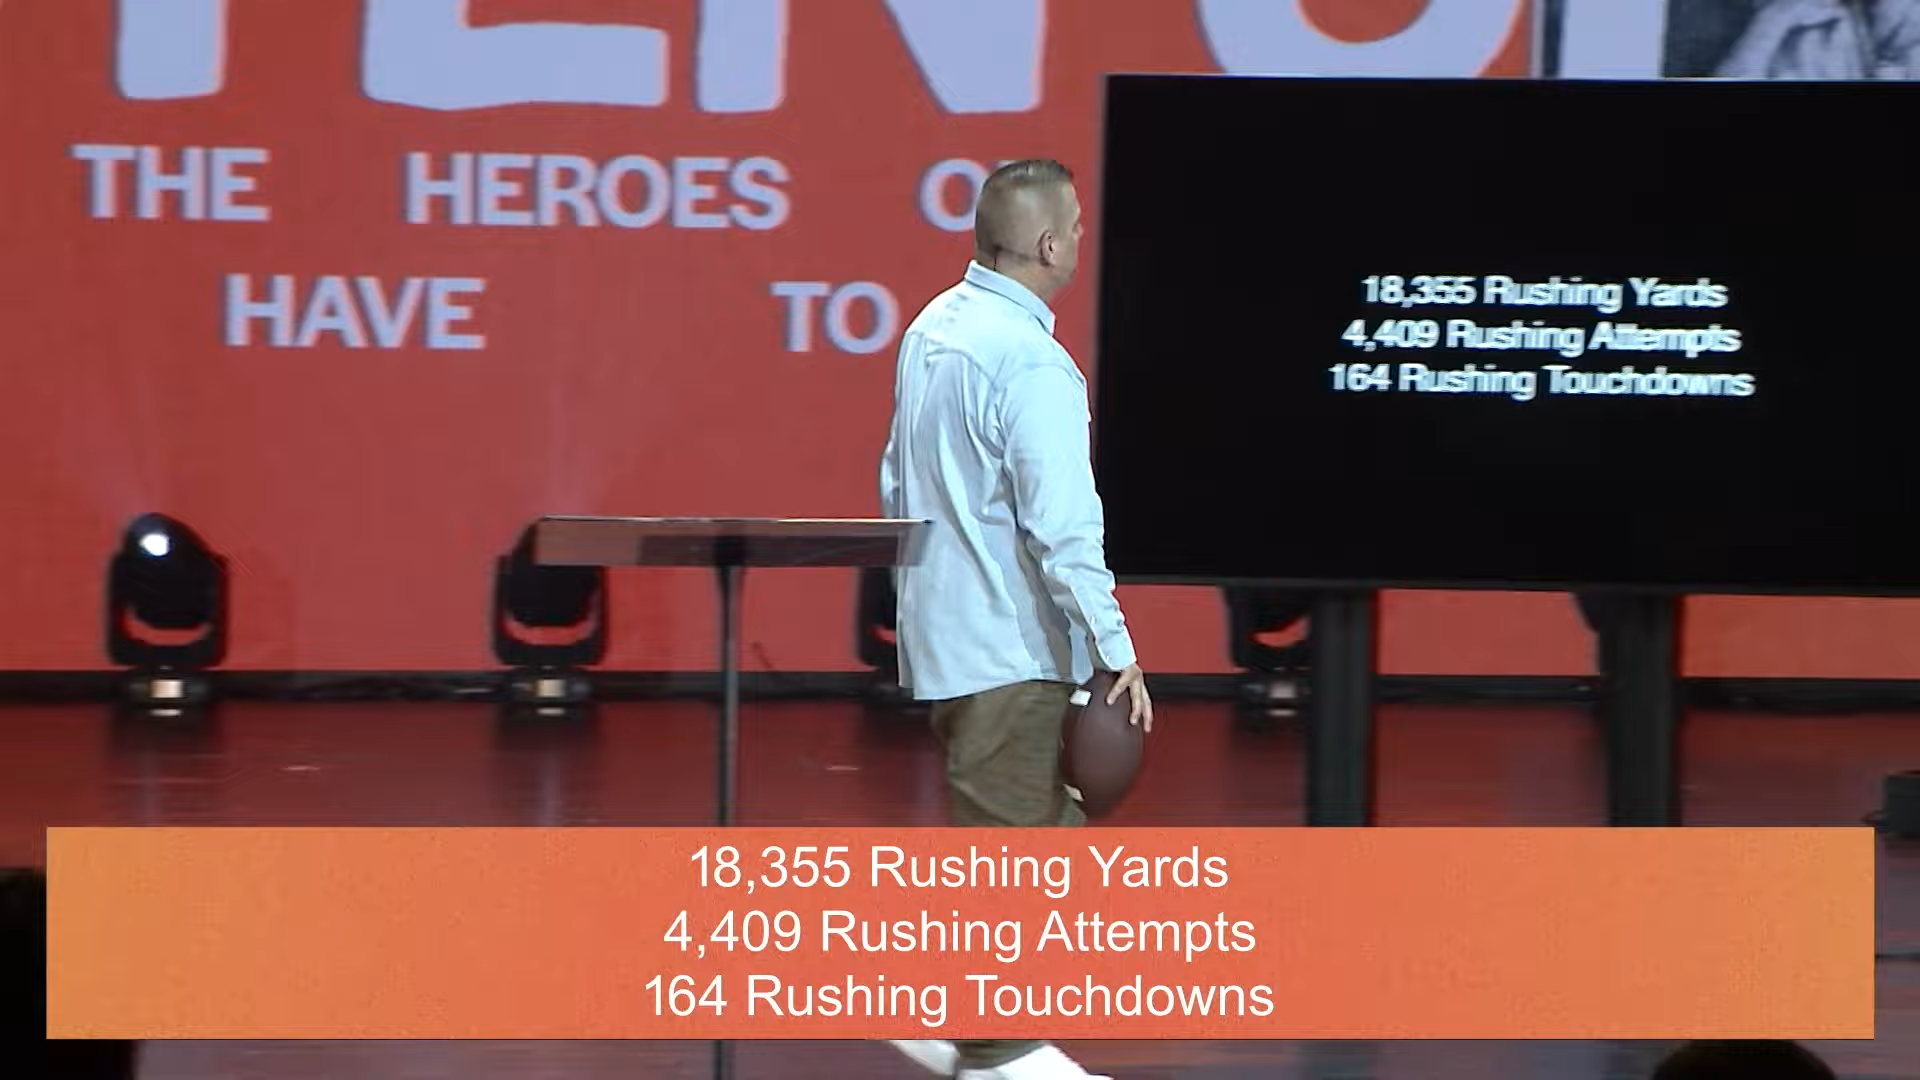 THE HEROES
HAVE TO
18,355 Rushing Yards
4,409 Rushing Attempts
164 Rushing Touchdowns
18,355 Rushing Yards
4,409 Rushing Attempts
164 Rushing Touchdowns